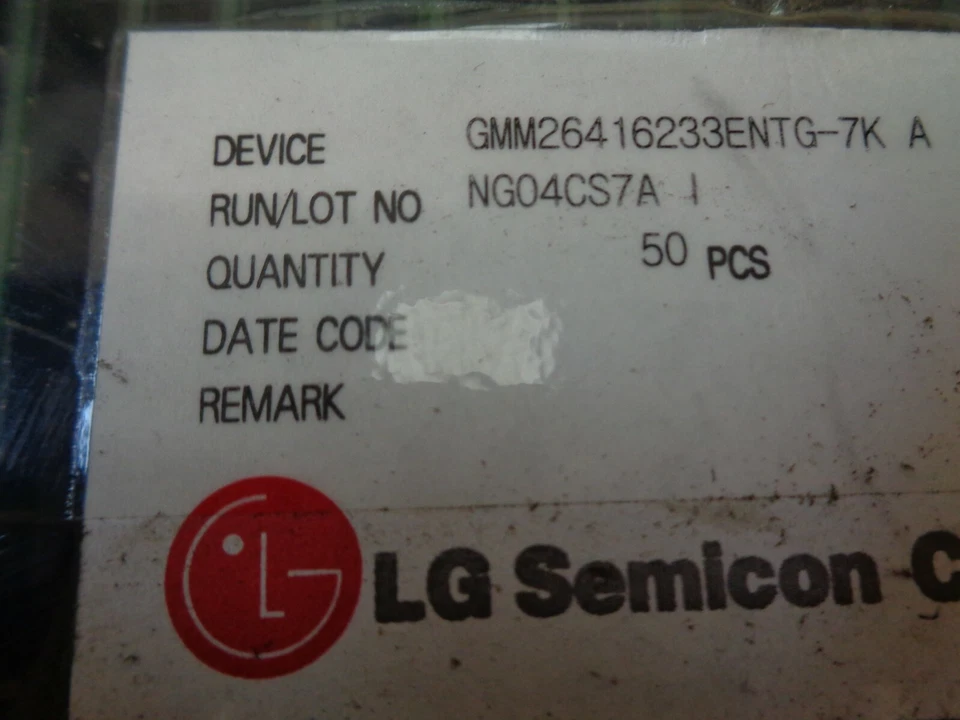 DEVICE GMM26416233ENTG-7K A
RUN/LOT NO NG04CS7A I
QUANTITY 50 PCS
DATE CODE
REMARK
LG Semicon C